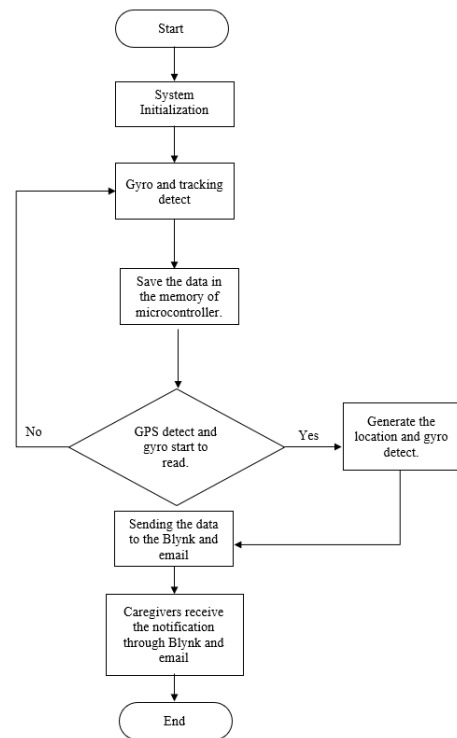 Start
System
Initialization
Gyro and tracking
detect
Save the data in
the memory of
microcontroller.
No
GPS detect and
gyro start to
read.
Yes
Generate the
location and gyro
detect.
Sending the data
to the Blynk and
email
Caregivers receive
the notification
through Blynk and
email
End